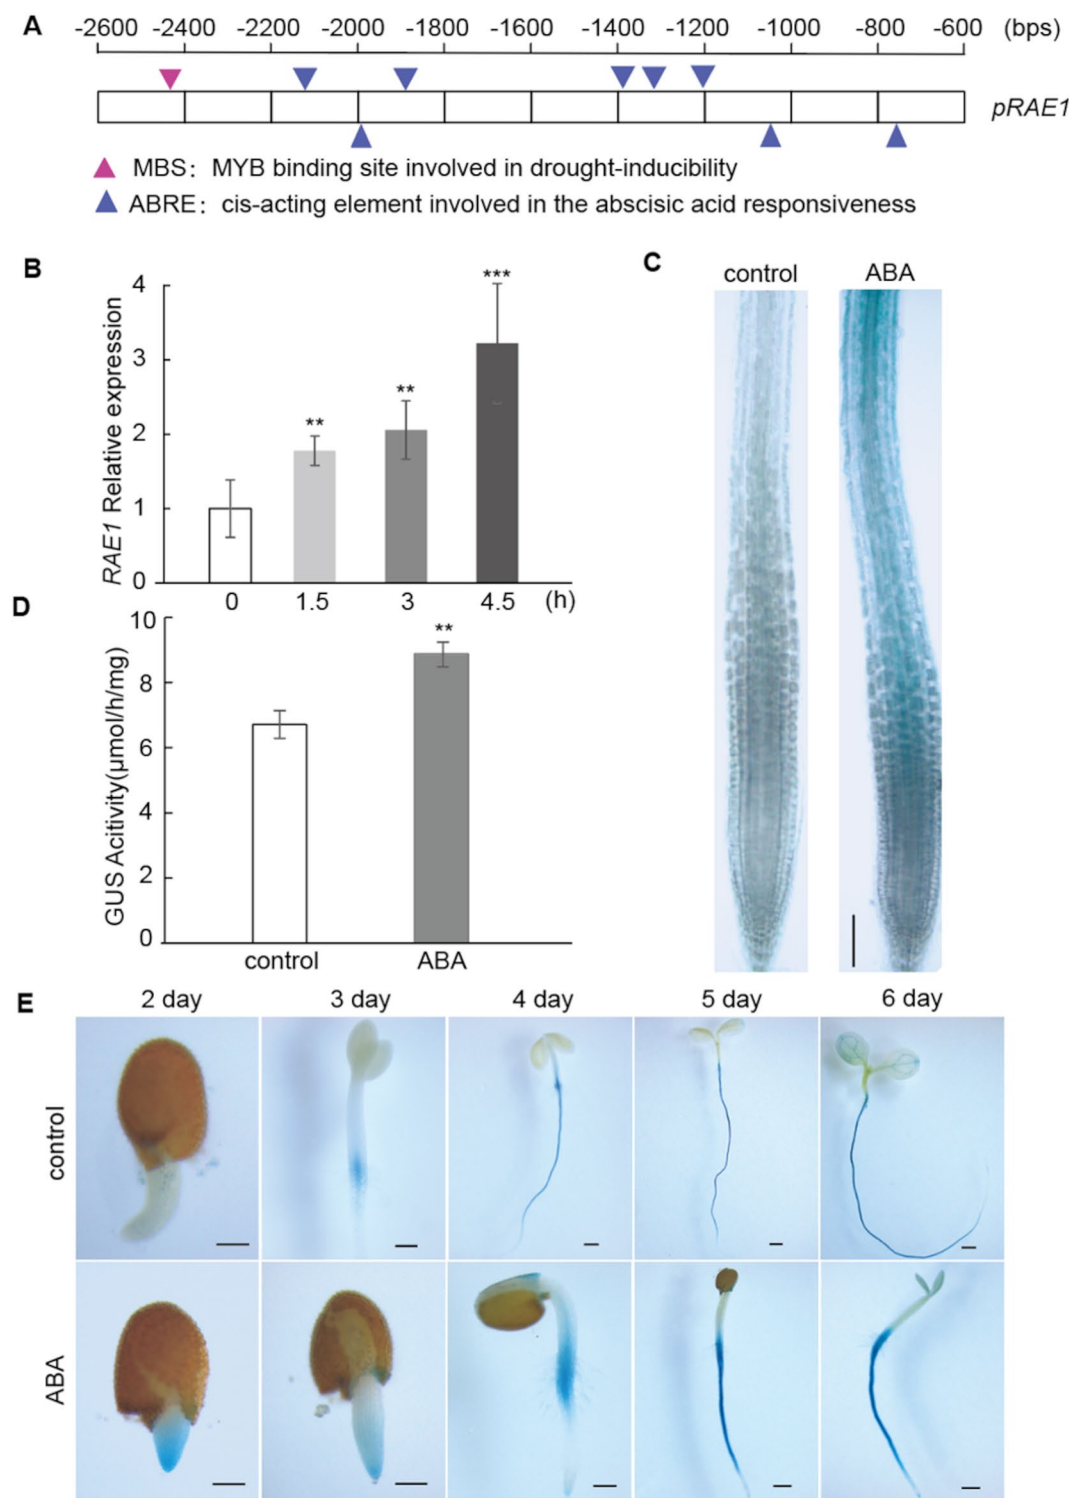 A
-2600 -2400 -2200 -2000 -1800 -1600 -1400 -1200 -1000 -800 -600 (bps)
pRAE1
MBS: MYB binding site involved in drought-inducibility
ABRE: cis-acting element involved in the abscisic acid responsiveness
B
RAE1 Relative expression
4
3
2
1
0
**
**
***
0 1.5 3 4.5 (h)
C
control ABA
D
GUS Acitivity(μmol/h/mg)
10
8
6
4
2
0
**
control ABA
E
2 day 3 day 4 day 5 day 6 day
control
ABA